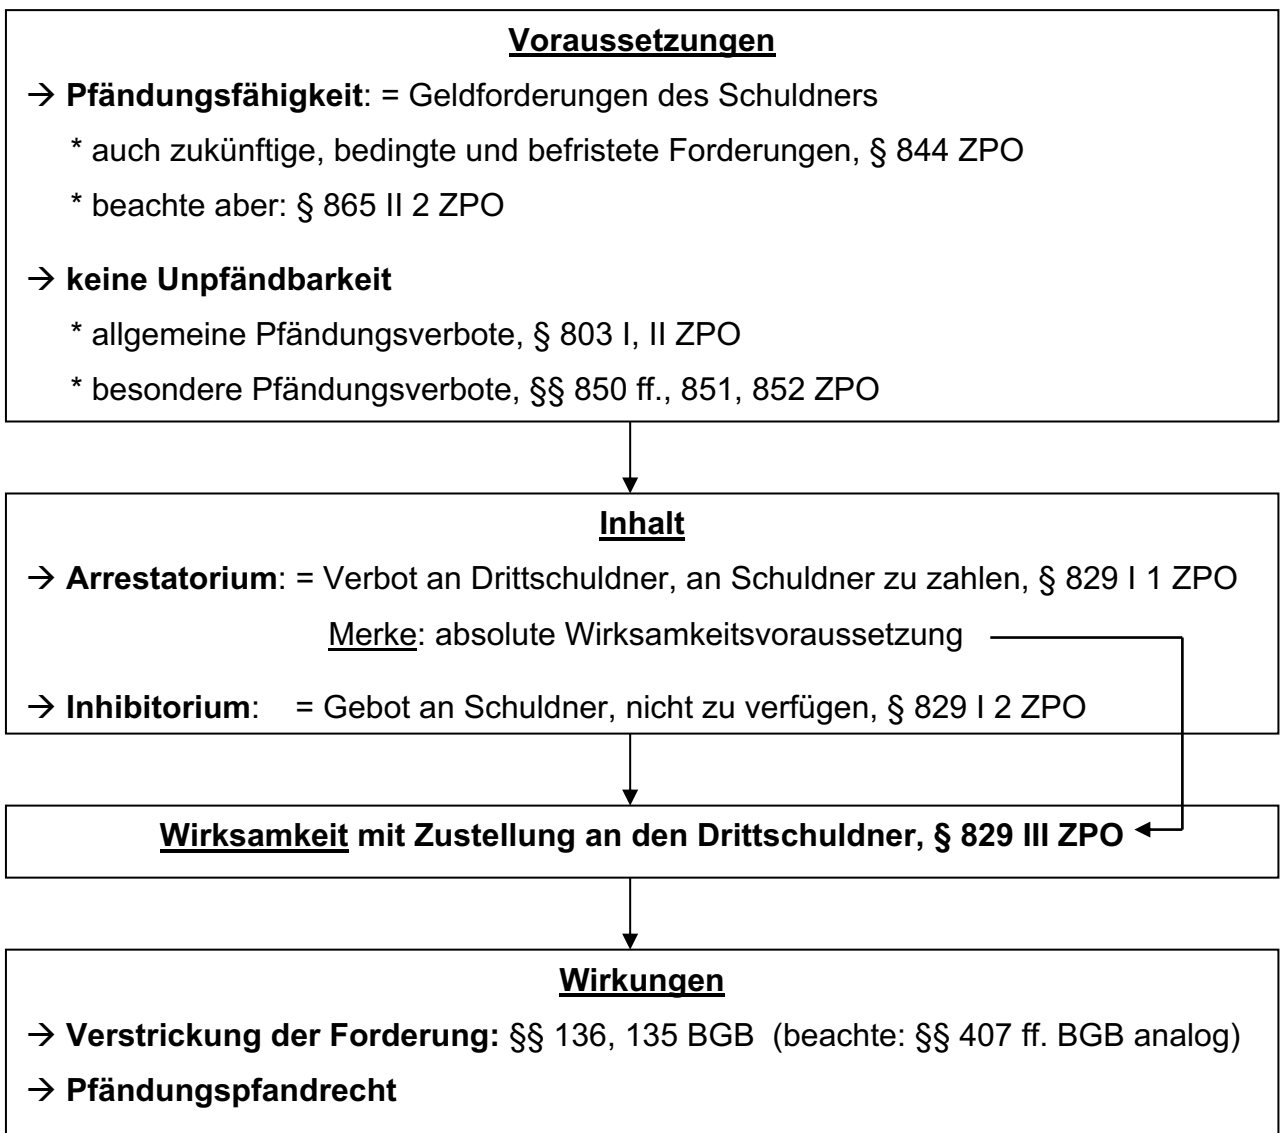 Voraussetzungen
→ Pfändungsfähigkeit: = Geldforderungen des Schuldners
* auch zukünftige, bedingte und befristete Forderungen, § 844 ZPO
* beachte aber: § 865 II 2 ZPO
→ keine Unpfändbarkeit
* allgemeine Pfändungsverbote, § 803 I, II ZPO
* besondere Pfändungsverbote, §§ 850 ff., 851, 852 ZPO
Inhalt
→ Arrestatorium: = Verbot an Drittschuldner, an Schuldner zu zahlen, § 829 I 1 ZPO
Merke: absolute Wirksamkeitsvoraussetzung
→ Inhibitorium: = Gebot an Schuldner, nicht zu verfügen, § 829 I 2 ZPO
Wirksamkeit mit Zustellung an den Drittschuldner, § 829 III ZPO
Wirkungen
→ Verstrickung der Forderung: §§ 136, 135 BGB (beachte: §§ 407 ff. BGB analog)
→ Pfändungspfandrecht